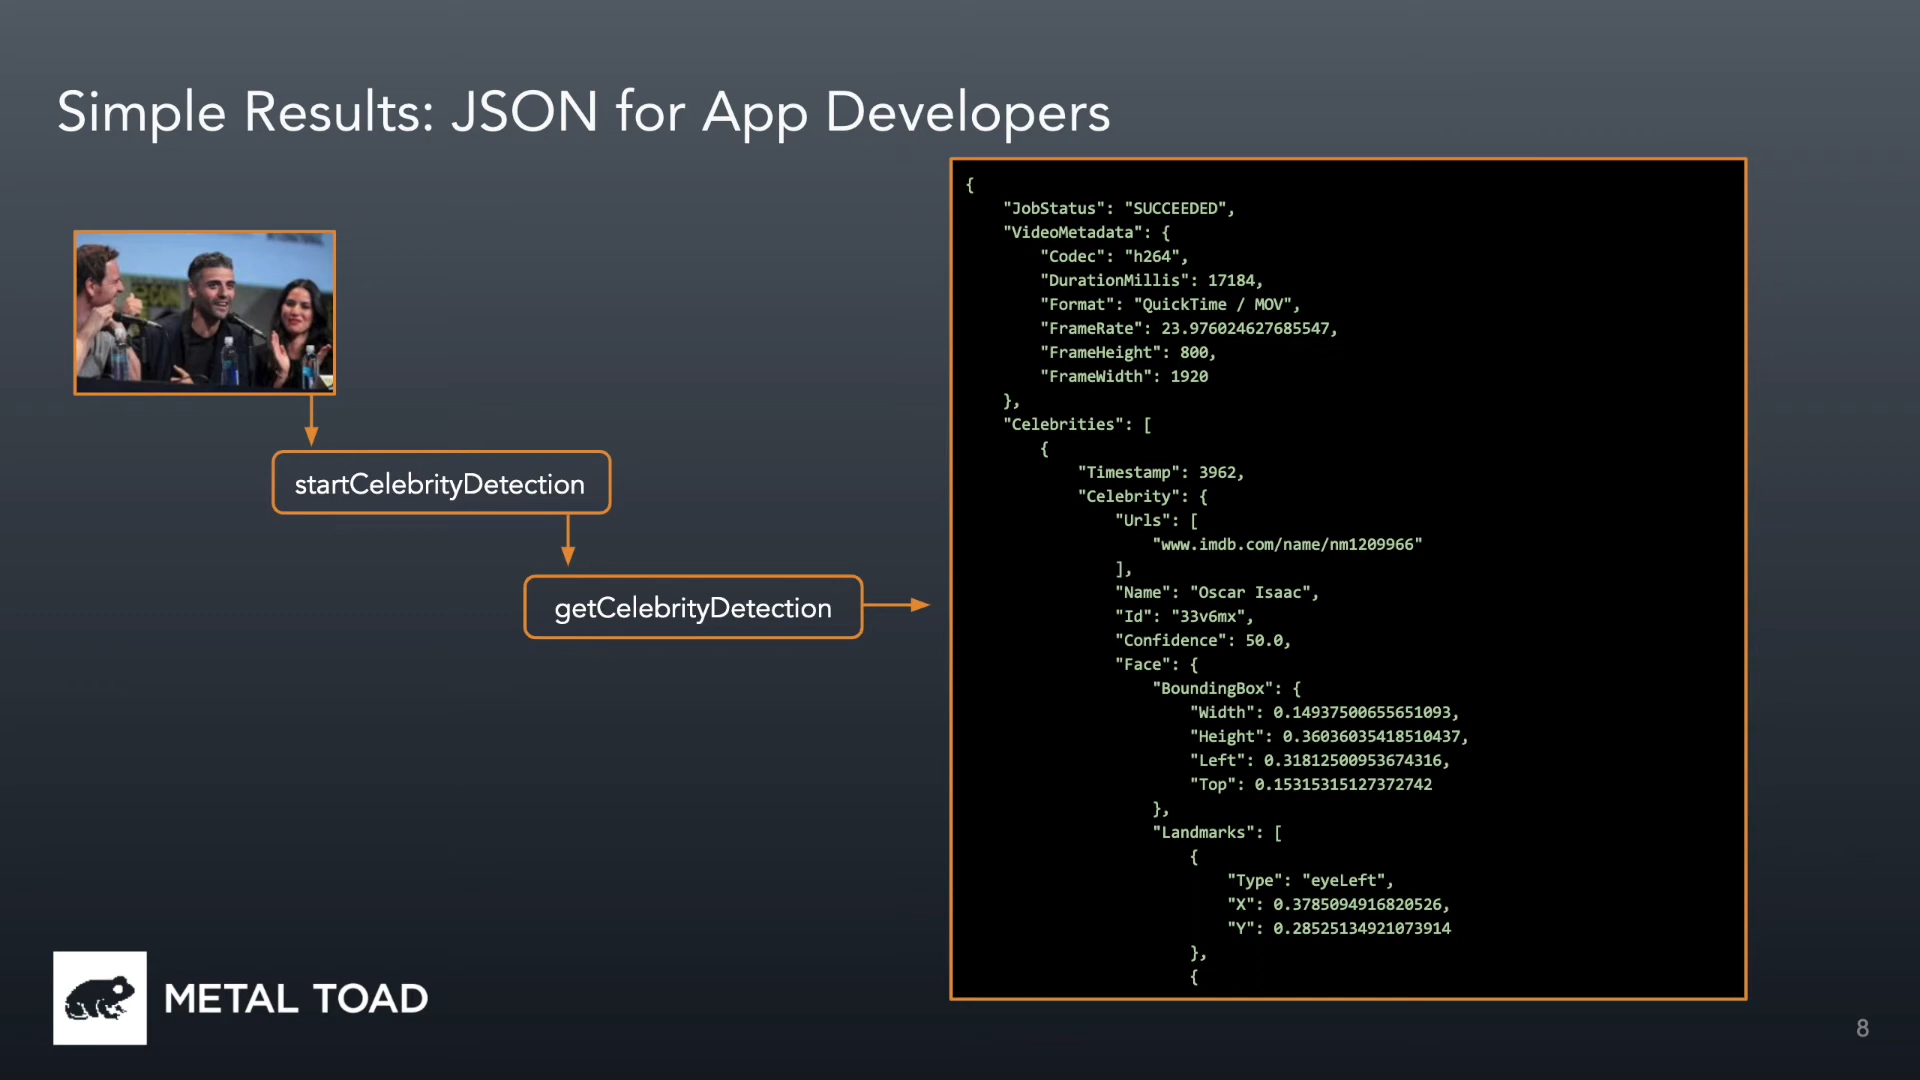 Simple Results: JSON for App Developers
startCelebrityDetection
getCelebrityDetection
{
"JobStatus": "SUCCEEDED",
"VideoMetadata": {
"Codec": "h264",
"DurationMillis": 17184,
"Format": "QuickTime / MOV",
"FrameRate": 23.976024627685547,
"FrameHeight": 800,
"FrameWidth": 1920
},
"Celebrities": [
{
"Timestamp": 3962,
"Celebrity": {
"Urls": [
"www.imdb.com/name/nm1209966"
],
"Name": "Oscar Isaac",
"Id": "33v6mx",
"Confidence": 50.0,
"Face": {
"BoundingBox": {
"Width": 0.14937500655651093,
"Height": 0.36036035418510437,
"Left": 0.31812500953674316,
"Top": 0.15315315127372742
},
"Landmarks": [
{
"Type": "eyeLeft",
"X": 0.3785094916820526,
"Y": 0.28525134921073914
},
{
METAL TOAD
8